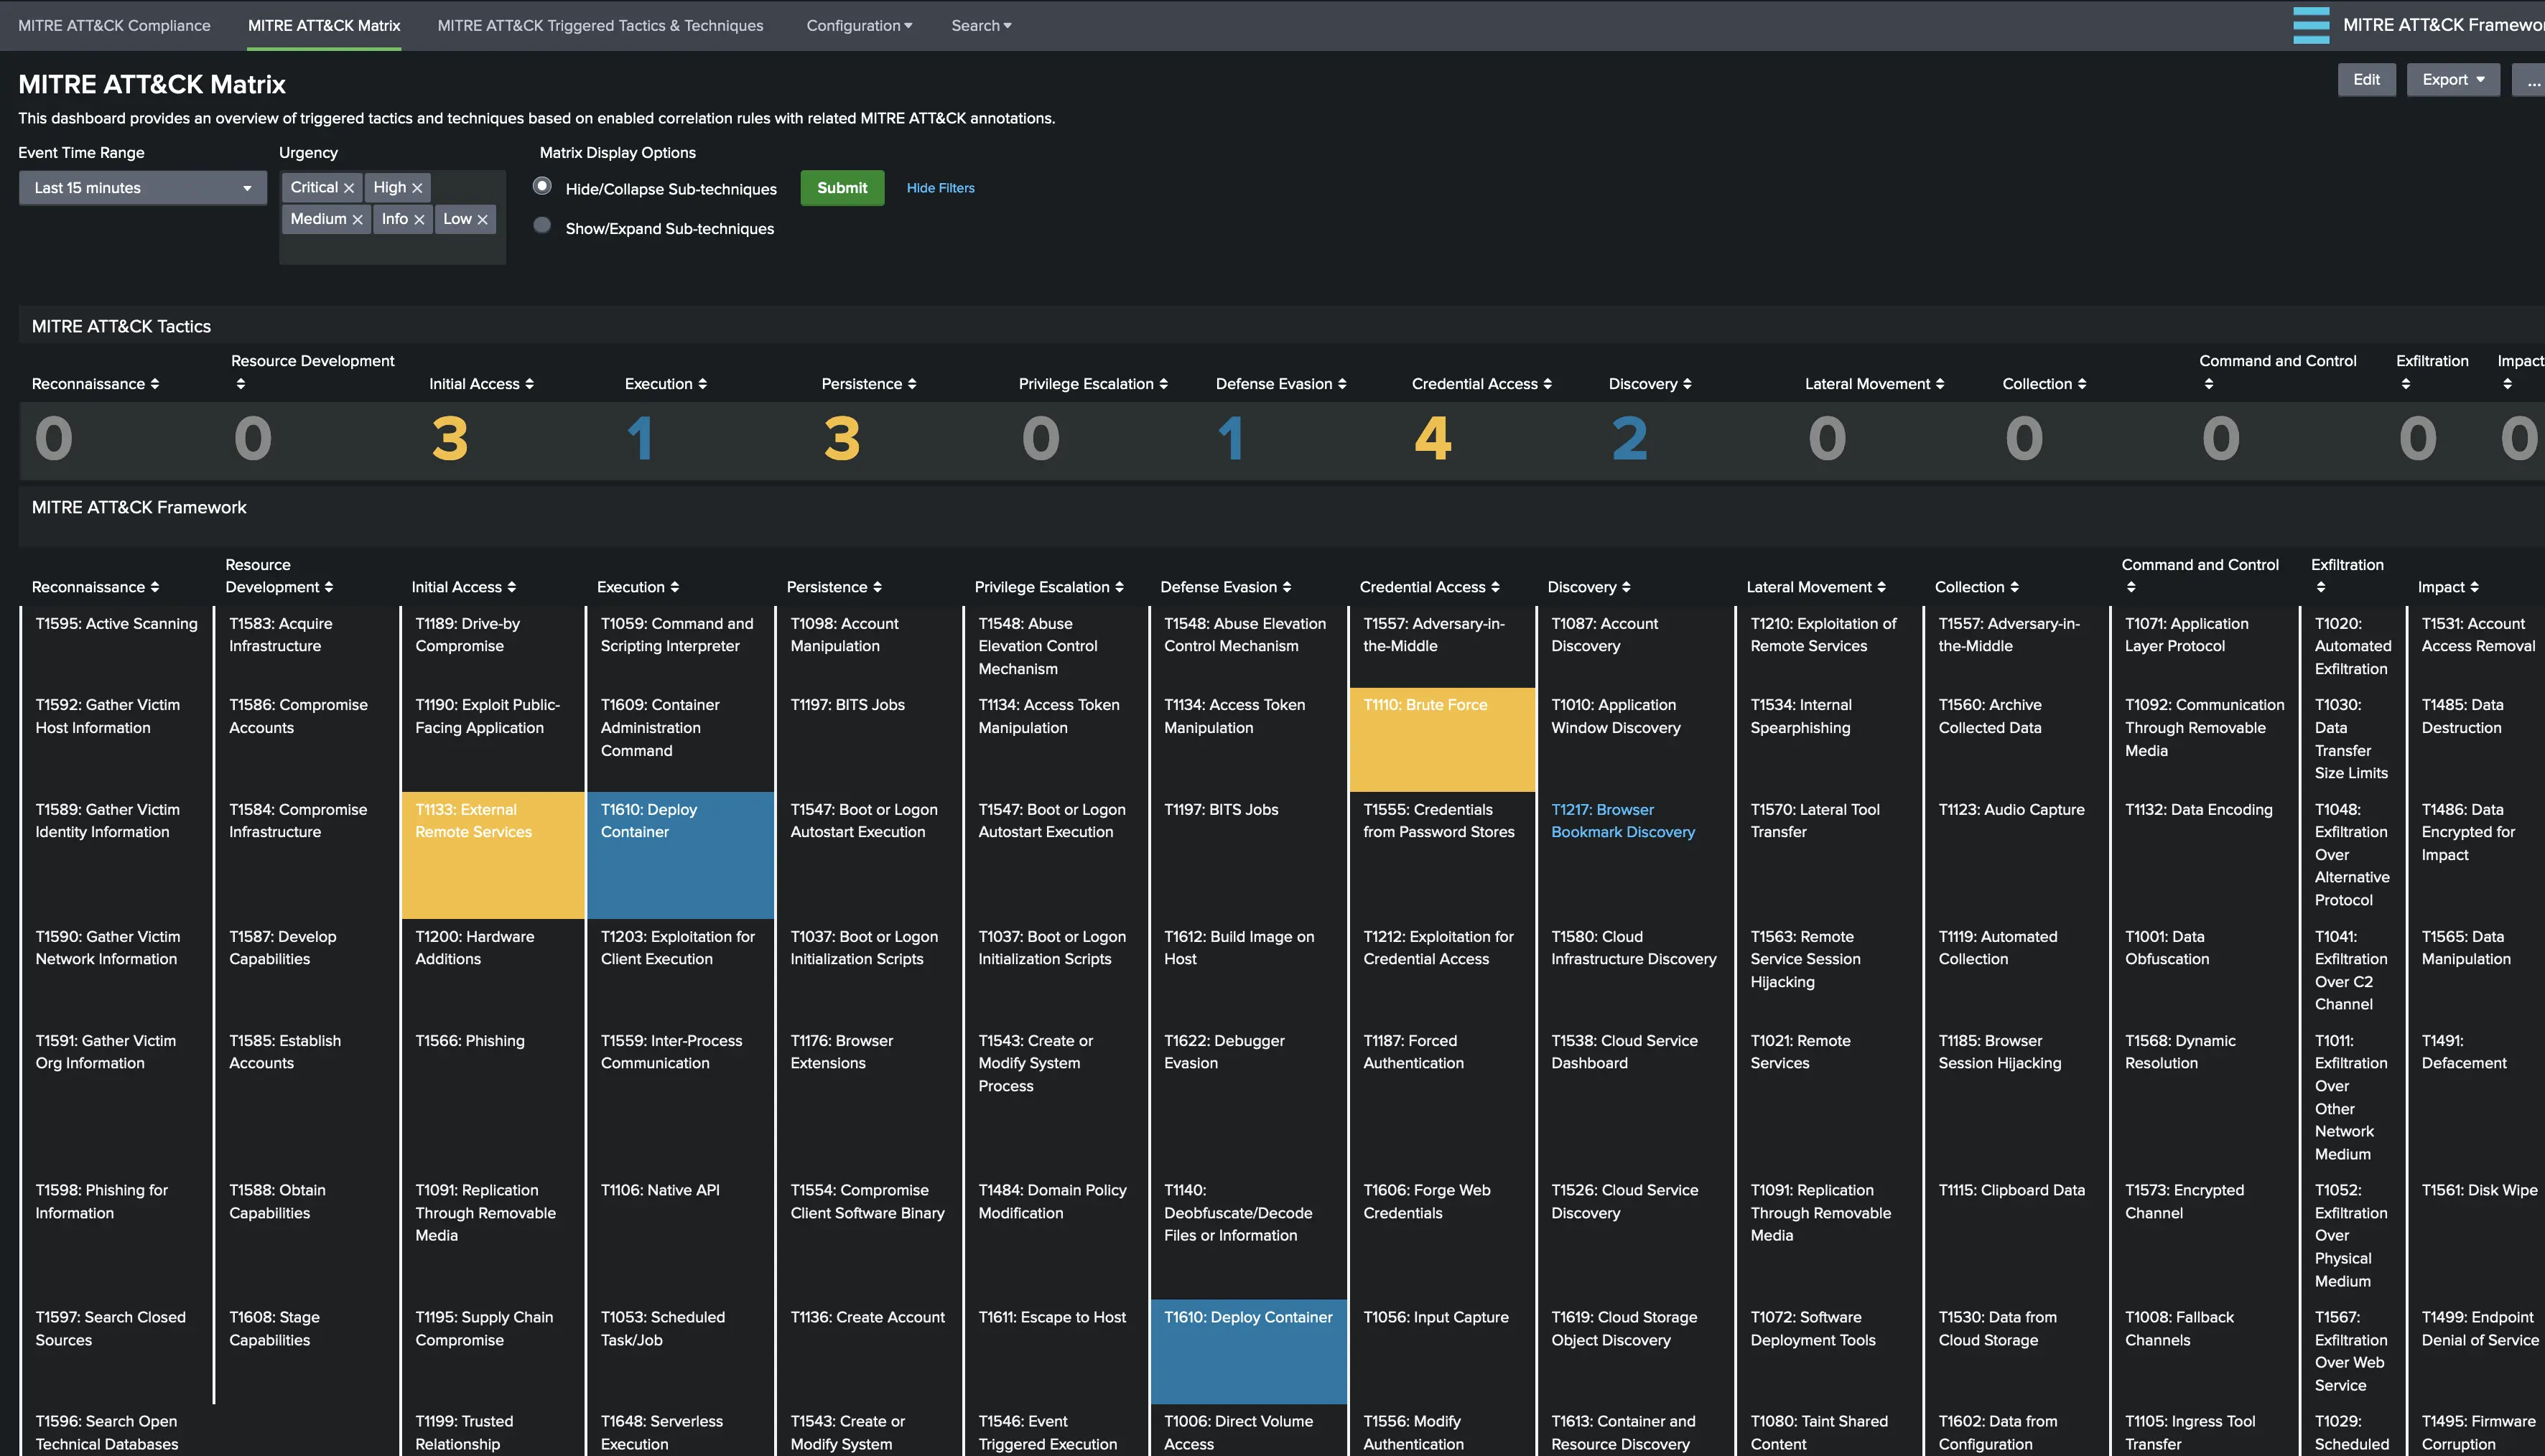 MITRE ATT&CK Compliance
MITRE ATT&CK Matrix
MITRE ATT&CK Triggered Tactics & Techniques
Configuration
Search
MITRE ATT&CK Framewor
MITRE ATT&CK Matrix
Edit
Export
...
This dashboard provides an overview of triggered tactics and techniques based on enabled correlation rules with related MITRE ATT&CK annotations.
Event Time Range
Urgency
Matrix Display Options
Last 15 minutes
Critical
High
Medium
Info
Low
Hide/Collapse Sub-techniques
Show/Expand Sub-techniques
Submit
Hide Filters
MITRE ATT&CK Tactics
Reconnaissance
Resource Development
Initial Access
Execution
Persistence
Privilege Escalation
Defense Evasion
Credential Access
Discovery
Lateral Movement
Collection
Command and Control
Exfiltration
Impact
0
0
3
1
3
0
1
4
2
0
0
0
0
0
MITRE ATT&CK Framework
Reconnaissance
Resource
Development
Initial Access
Execution
Persistence
Privilege Escalation
Defense Evasion
Credential Access
Discovery
Lateral Movement
Collection
Command and Control
Exfiltration
Impact
T1595: Active Scanning
T1583: Acquire
Infrastructure
T1189: Drive-by
Compromise
T1059: Command and
Scripting Interpreter
T1098: Account
Manipulation
T1548: Abuse
Elevation Control
Mechanism
T1548: Abuse Elevation
Control Mechanism
T1557: Adversary-in-
the-Middle
T1087: Account
Discovery
T1210: Exploitation of
Remote Services
T1557: Adversary-in-
the-Middle
T1071: Application
Layer Protocol
T1020:
Automated
Exfiltration
T1531: Account
Access Removal
T1592: Gather Victim
Host Information
T1586: Compromise
Accounts
T1190: Exploit Public-
Facing Application
T1609: Container
Administration
Command
T1197: BITS Jobs
T1134: Access Token
Manipulation
T1134: Access Token
Manipulation
T1110: Brute Force
T1010: Application
Window Discovery
T1534: Internal
Spearphishing
T1560: Archive
Collected Data
T1092: Communication
Through Removable
Media
T1030:
Data
Transfer
Size Limits
T1485: Data
Destruction
T1589: Gather Victim
Identity Information
T1584: Compromise
Infrastructure
T1133: External
Remote Services
T1610: Deploy
Container
T1547: Boot or Logon
Autostart Execution
T1547: Boot or Logon
Autostart Execution
T1197: BITS Jobs
T1555: Credentials
from Password Stores
T1217: Browser
Bookmark Discovery
T1570: Lateral Tool
Transfer
T1123: Audio Capture
T1132: Data Encoding
T1048:
Exfiltration
Over
Alternative
Protocol
T1486: Data
Encrypted for
Impact
T1590: Gather Victim
Network Information
T1587: Develop
Capabilities
T1200: Hardware
Additions
T1203: Exploitation for
Client Execution
T1037: Boot or Logon
Initialization Scripts
T1037: Boot or Logon
Initialization Scripts
T1612: Build Image on
Host
T1212: Exploitation for
Credential Access
T1580: Cloud
Infrastructure Discovery
T1563: Remote
Service Session
Hijacking
T1119: Automated
Collection
T1001: Data
Obfuscation
T1041:
Exfiltration
Over C2
Channel
T1565: Data
Manipulation
T1591: Gather Victim
Org Information
T1585: Establish
Accounts
T1566: Phishing
T1559: Inter-Process
Communication
T1176: Browser
Extensions
T1543: Create or
Modify System
Process
T1622: Debugger
Evasion
T1187: Forced
Authentication
T1538: Cloud Service
Dashboard
T1021: Remote
Services
T1185: Browser
Session Hijacking
T1568: Dynamic
Resolution
T1011:
Exfiltration
Over
Other
Network
Medium
T1491:
Defacement
T1598: Phishing for
Information
T1588: Obtain
Capabilities
T1091: Replication
Through Removable
Media
T1106: Native API
T1554: Compromise
Client Software Binary
T1484: Domain Policy
Modification
T1140:
Deobfuscate/Decode
Files or Information
T1606: Forge Web
Credentials
T1526: Cloud Service
Discovery
T1091: Replication
Through Removable
Media
T1115: Clipboard Data
T1573: Encrypted
Channel
T1052:
Exfiltration
Over
Physical
Medium
T1561: Disk Wipe
T1597: Search Closed
Sources
T1608: Stage
Capabilities
T1195: Supply Chain
Compromise
T1053: Scheduled
Task/Job
T1136: Create Account
T1611: Escape to Host
T1610: Deploy Container
T1056: Input Capture
T1619: Cloud Storage
Object Discovery
T1072: Software
Deployment Tools
T1530: Data from
Cloud Storage
T1008: Fallback
Channels
T1567:
Exfiltration
Over Web
Service
T1499: Endpoint
Denial of Service
T1596: Search Open
Technical Databases
T1199: Trusted
Relationship
T1648: Serverless
Execution
T1543: Create or
Modify System
T1546: Event
Triggered Execution
T1006: Direct Volume
Access
T1556: Modify
Authentication
T1613: Container and
Resource Discovery
T1080: Taint Shared
Content
T1602: Data from
Configuration
T1105: Ingress Tool
Transfer
T1029:
Scheduled
T1495: Firmware
Corruption